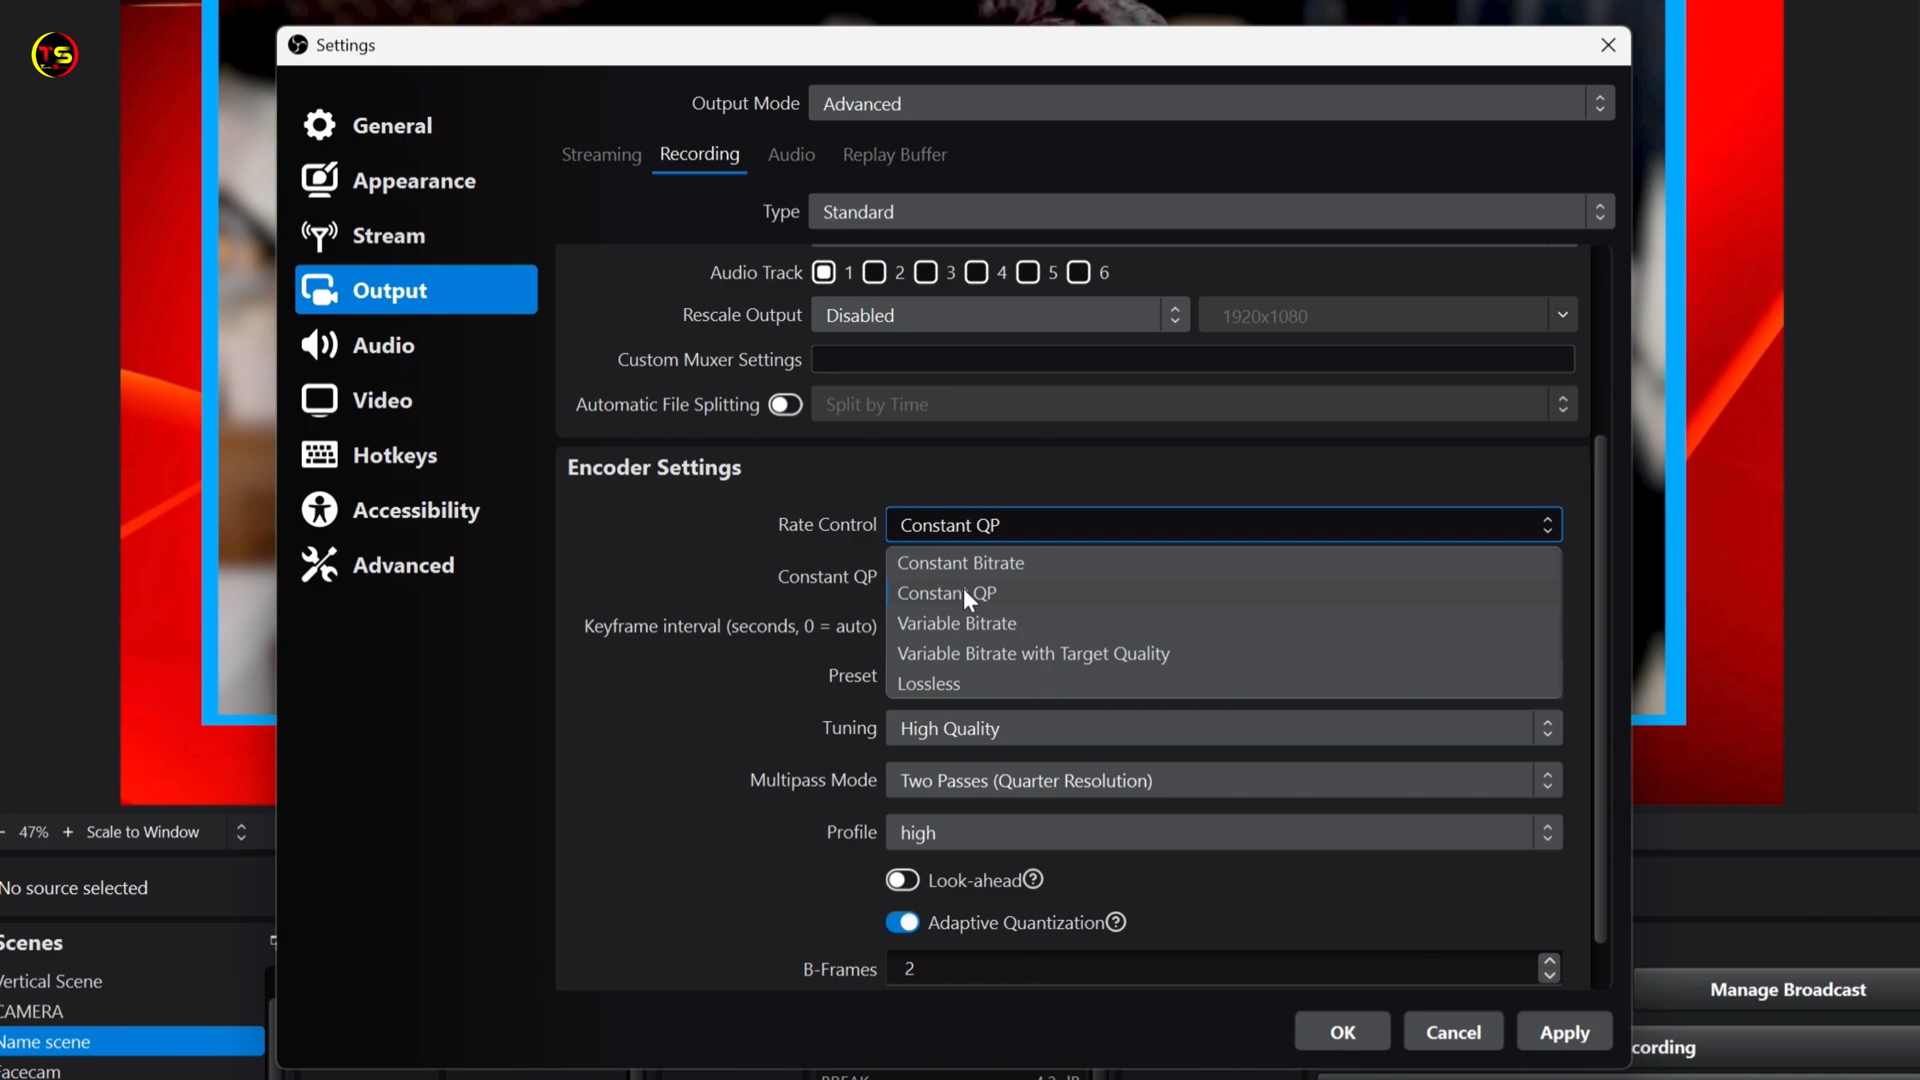 TS
Settings
Output Mode Advanced
General
Streaming Recording Audio Replay Buffer
Appearance
Type Standard
Stream
Audio Track 1 2 3 4 5 6
Output
Rescale Output Disabled 1920x1080
Audio
Custom Muxer Settings
Video
Automatic File Splitting Split by Time
Hotkeys
Encoder Settings
Accessibility
Rate Control Constant QP
Advanced
Constant Bitrate
Constant QP
Constant QP
Variable Bitrate
Keyframe interval (seconds, 0 = auto)
Variable Bitrate with Target Quality
Preset
Lossless
Tuning High Quality
Multipass Mode Two Passes (Quarter Resolution)
Profile high
- 47% + Scale to Window
Look-ahead?
No source selected
Adaptive Quantization?
Scenes
B-Frames 2
Vertical Scene
Manage Broadcast
CAMERA
OK Cancel Apply
Name scene
cording
Facecam